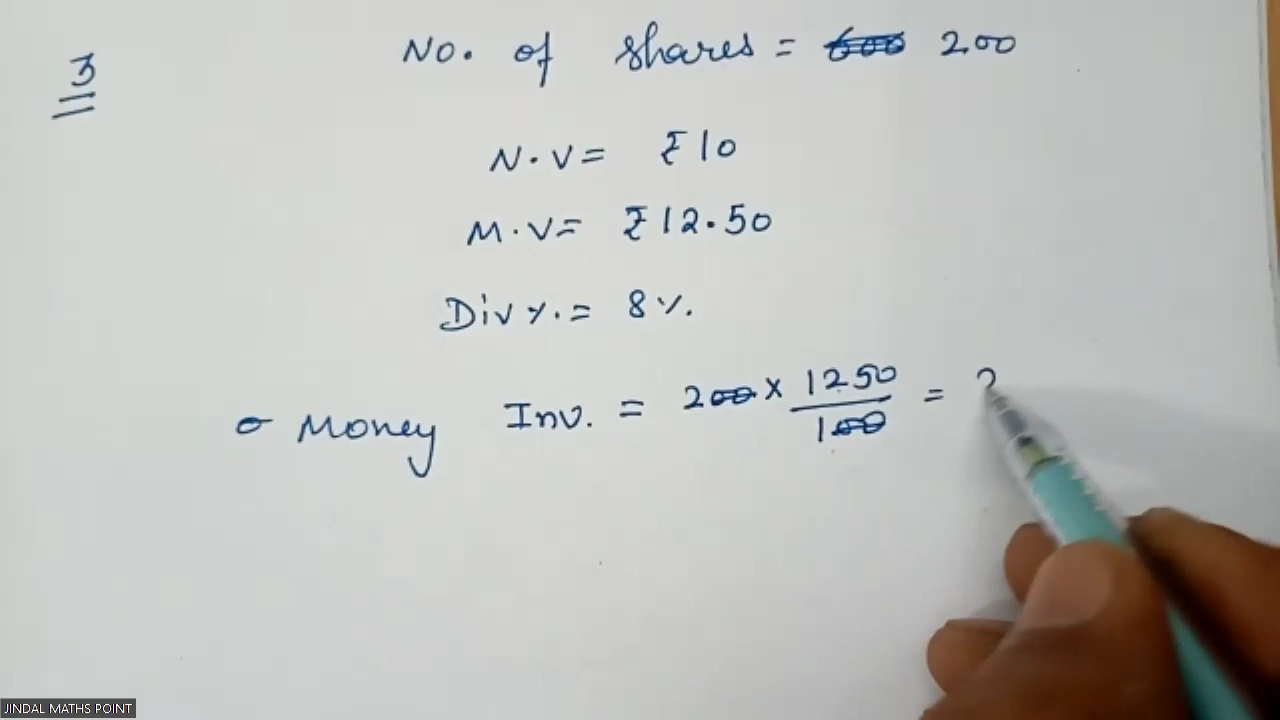 3
No. of shares = 600 200
N.V = ₹10
M.V = ₹12.50
Div %. = 8 %.
Money Inv. = 200 × 1250/100 = 2
JINDAL MATHS POINT